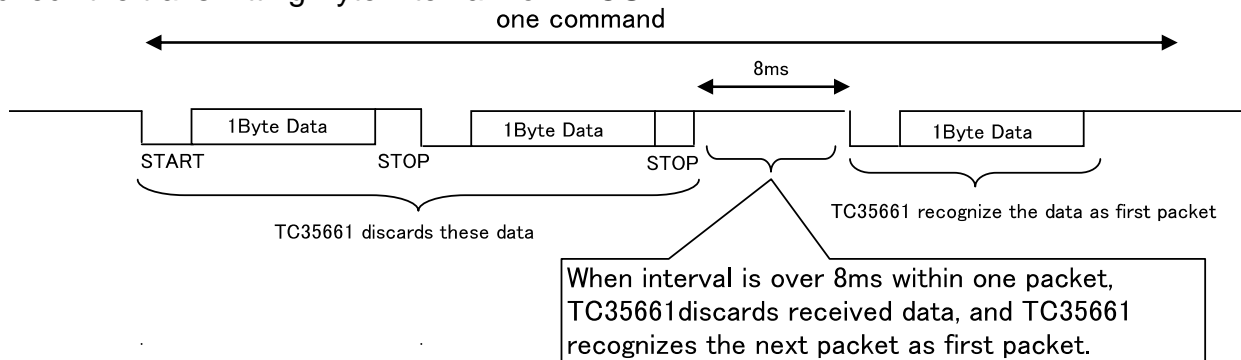 one command
8ms
1Byte Data
1Byte Data
1Byte Data
START
STOP
STOP
TC35661 discards these data
TC35661 recognize the data as first packet
When interval is over 8ms within one packet,
TC35661discards received data, and TC35661
recognizes the next packet as first packet.